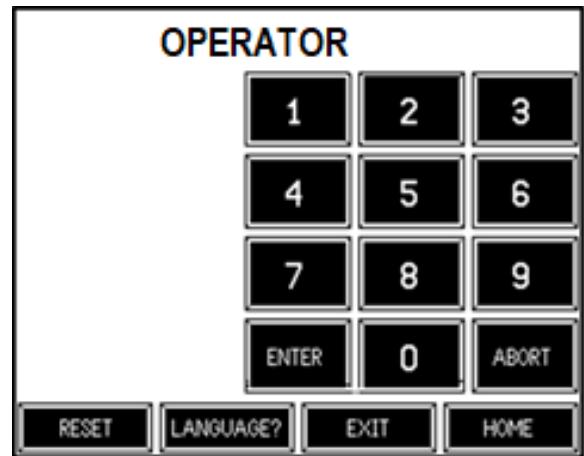 OPERATOR
1 2 3
4 5 6
7 8 9
ENTER 0 ABORT
RESET LANGUAGE? EXIT HOME